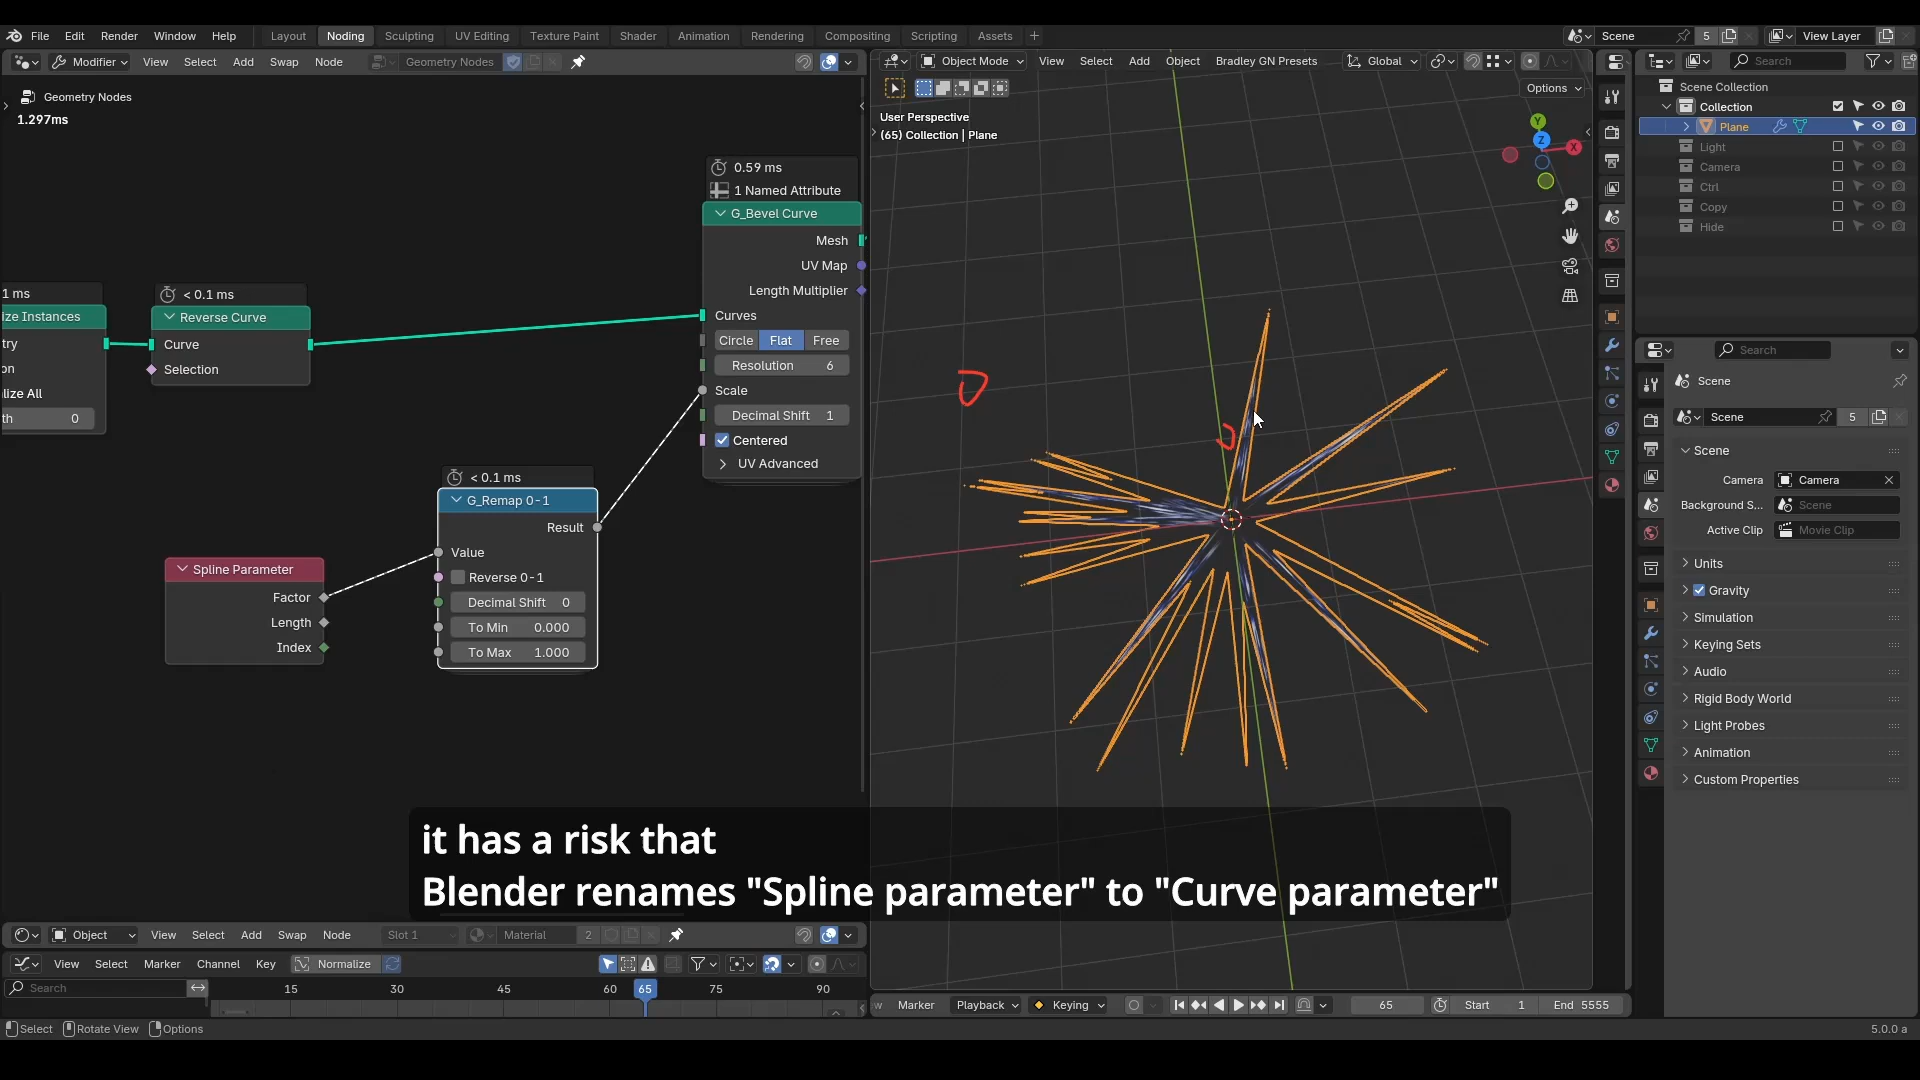 File Edit Render Window Help Layout Noding Sculpting UV Editing Texture Paint Shader Animation Rendering Compositing Scripting Assets + Scene 5 View Layer
Modifier View Select Add Swap Node Geometry Nodes
Object Mode View Select Add Object Bradley GN Presets Global
Search
Options
Geometry Nodes
1.297ms
User Perspective
(65) Collection | Plane
Y
Z
X
Scene Collection
Collection
Plane
Light
Camera
Ctrl
Copy
Hide
0.59 ms
1 Named Attribute
G_Bevel Curve
Mesh
UV Map
Length Multiplier
Curves
Circle Flat Free
Resolution 6
Scale
Decimal Shift 1
Centered
UV Advanced
1 ms
ize Instances
try
on
lize All
th 0
< 0.1 ms
Reverse Curve
Curve
Selection
< 0.1 ms
G_Remap 0-1
Result
Value
Reverse 0-1
Decimal Shift 0
To Min 0.000
To Max 1.000
Spline Parameter
Factor
Length
Index
Search
Scene
Scene 5
Scene
Camera Camera
Background S... Scene
Active Clip Movie Clip
Units
Gravity
Simulation
Keying Sets
Audio
Rigid Body World
Light Probes
Animation
Custom Properties
it has a risk that
Blender renames "Spline parameter" to "Curve parameter"
Object View Select Add Swap Node Slot 1 Material 2
View Select Marker Channel Key Normalize
Search 15 30 45 60 65 75 90
w Marker Playback Keying 65 Start 1 End 5555
Select Rotate View Options
5.0.0 a